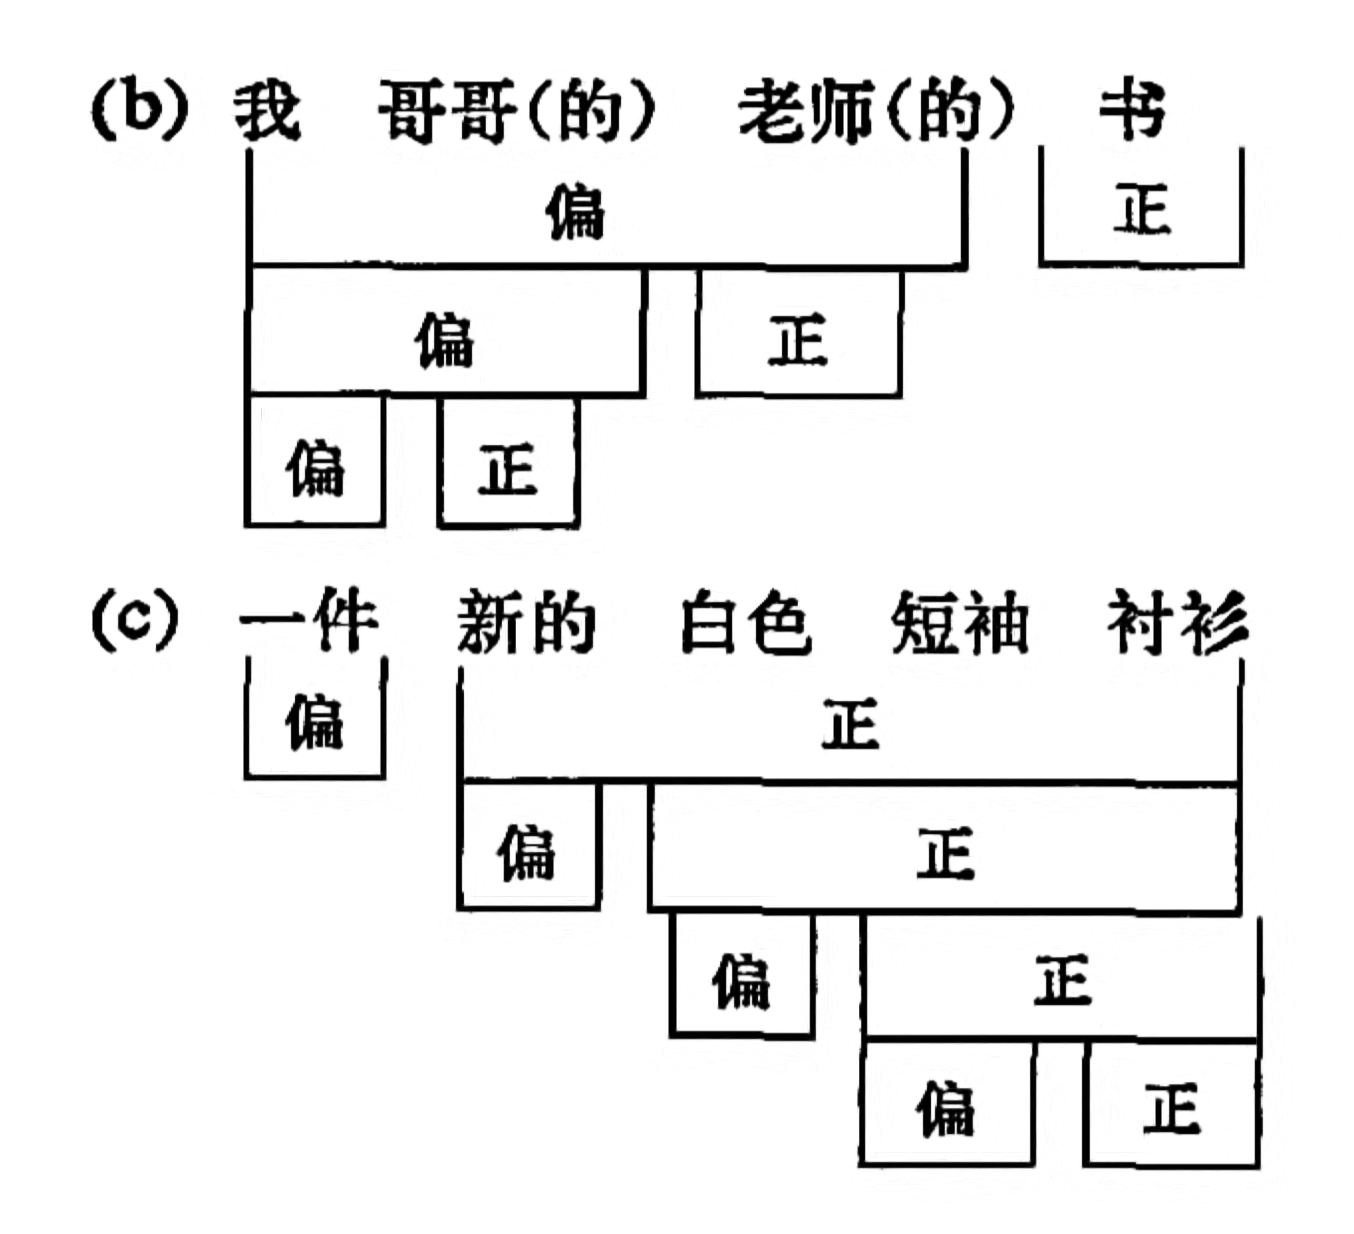 (b) 我 哥哥(的) 老师(的) 书
偏 正
偏 正
偏 正
(c) 一件 新的 白色 短袖 衬衫
偏 正
偏 正
偏 正
偏 正